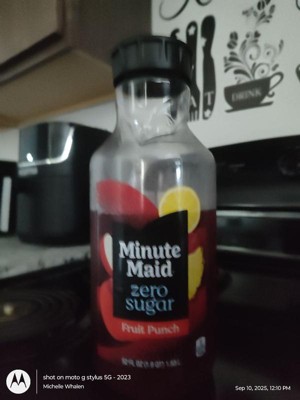 DRINK
Minute
Maid
zero
sugar
Fruit Punch
shot on moto g stylus 5G - 2023
Michelle Whalen
Sep 10, 2025, 12:10 PM